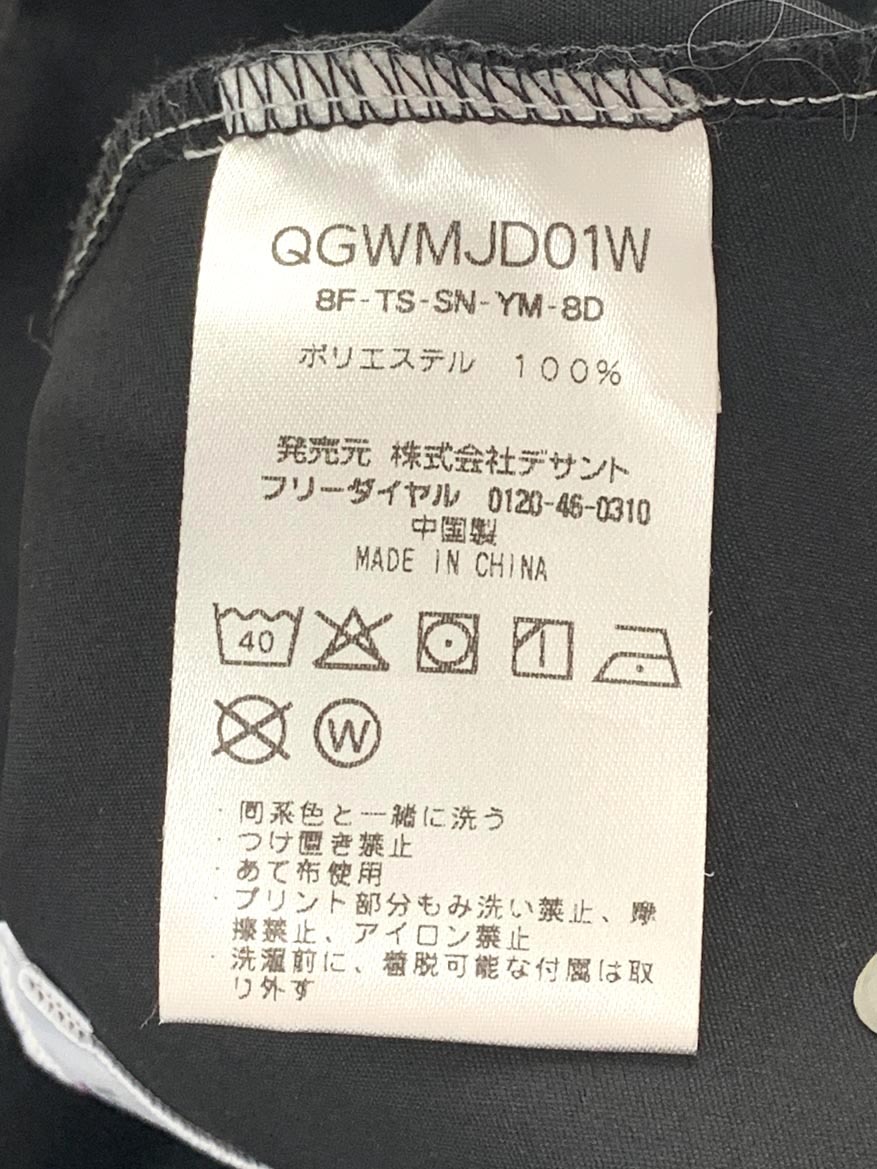 QGWMJD01W
8F-TS-SN-YM-8D
ポリエステル 100%
発売元 株式会社デサント
フリーダイヤル 0120-46-0310
中国製
MADE IN CHINA
40
W
・同系色と一緒に洗う
・つけ置き禁止
・あて布使用
・プリント部分もみ洗い禁止、摩
擦禁止、アイロン禁止
・洗濯前に、着脱可能な付属は取
り外す